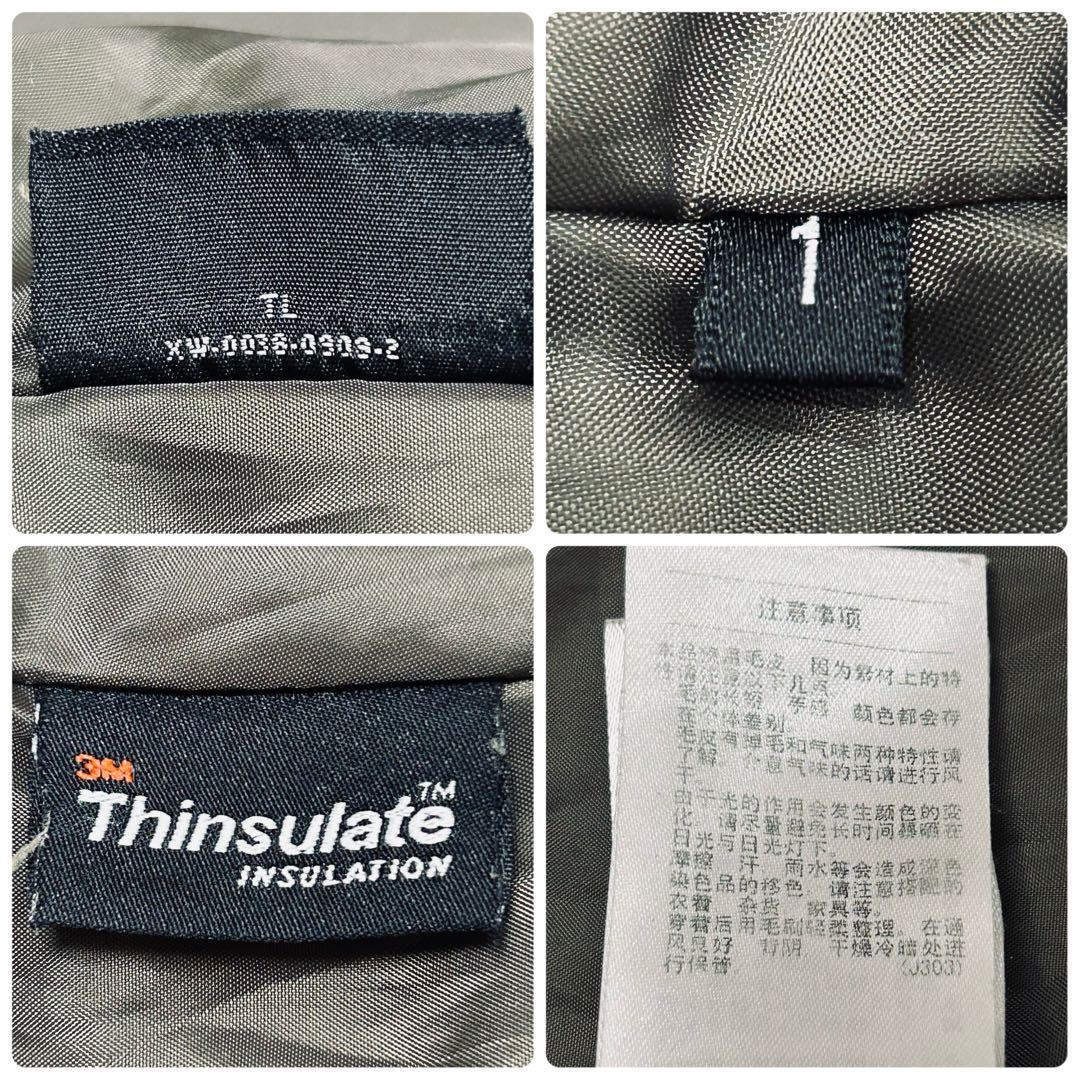 TL
XW-0038-0909-2
1
3M
Thinsulate™
INSULATION
注意事项
本品使用毛皮 因为素材上的特
性请注意以下几点
毛的 颜色都会存
在个体差别。
毛皮有掉毛和气味两种特性请
了解 介意气味的话请进行风
干
由于光的作用会发生颜色的变
化 请尽量避免长时间曝晒在
日光与日光灯下
摩擦 汗 雨水等会造成深色
染色品的移色 请注意搭配的
衣着 杂货 家具等。
穿着后用毛刷轻柔整理。在通
风良好 背阴 干燥冷暗处进
行保管 (J303)